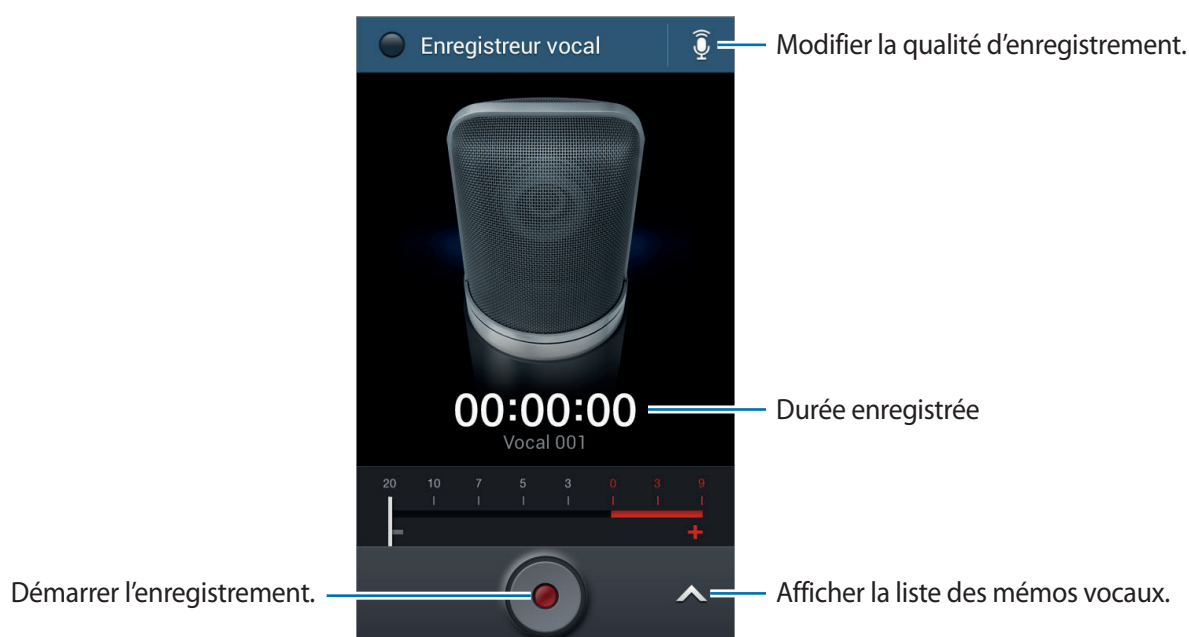 Enregistreur vocal
Modifier la qualité d’enregistrement.
00:00:00
Durée enregistrée
Vocal 001
20 10 7 5 3 0 3 9
- +
Démarrer l’enregistrement.
Afficher la liste des mémos vocaux.